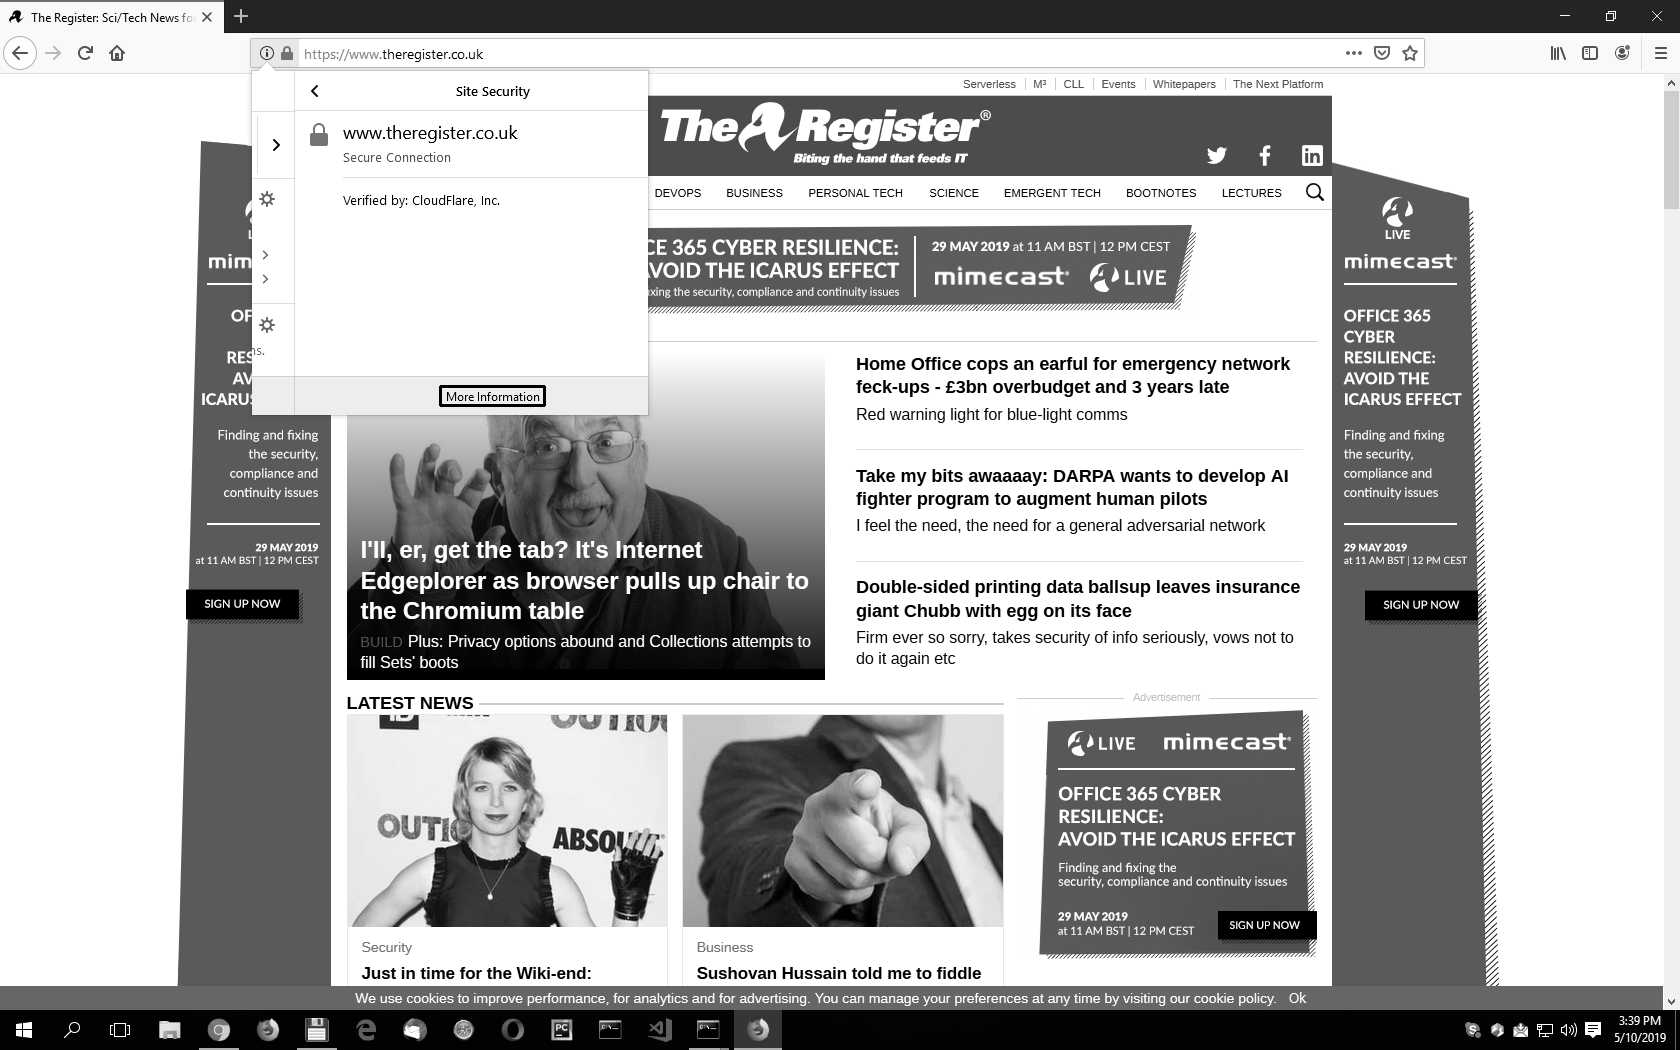 The Register: Sci/Tech News fo
https://www.theregister.co.uk
Site Security
www.theregister.co.uk
Secure Connection
Verified by: CloudFlare, Inc.
ns.
More Information
Serverless M³ CLL Events Whitepapers The Next Platform
The Register®
Biting the hand that feeds IT
DEVOPS BUSINESS PERSONAL TECH SCIENCE EMERGENT TECH BOOTNOTES LECTURES
CE 365 CYBER RESILIENCE:
AVOID THE ICARUS EFFECT
xing the security, compliance and continuity issues
29 MAY 2019 at 11 AM BST | 12 PM CEST
mimecast® LIVE
L
mim
OF
RES
AV
ICARUS
Finding and fixing
the security,
compliance and
continuity issues
29 MAY 2019
at 11 AM BST | 12 PM CEST
SIGN UP NOW
I'll, er, get the tab? It's Internet
Edgeplorer as browser pulls up chair to
the Chromium table
BUILD Plus: Privacy options abound and Collections attempts to
fill Sets' boots
Home Office cops an earful for emergency network
feck-ups - £3bn overbudget and 3 years late
Red warning light for blue-light comms
Take my bits awaaaay: DARPA wants to develop AI
fighter program to augment human pilots
I feel the need, the need for a general adversarial network
Double-sided printing data ballsup leaves insurance
giant Chubb with egg on its face
Firm ever so sorry, takes security of info seriously, vows not to
do it again etc
LIVE
mimecast®
OFFICE 365
CYBER
RESILIENCE:
AVOID THE
ICARUS EFFECT
Finding and fixing
the security,
compliance and
continuity issues
29 MAY 2019
at 11 AM BST | 12 PM CEST
SIGN UP NOW
LATEST NEWS
OUT
ABSOLUT
Security
Just in time for the Wiki-end:
Business
Sushovan Hussain told me to fiddle
Advertisement
LIVE mimecast®
OFFICE 365 CYBER
RESILIENCE:
AVOID THE ICARUS EFFECT
Finding and fixing the
security, compliance and continuity issues
29 MAY 2019
at 11 AM BST | 12 PM CEST
SIGN UP NOW
We use cookies to improve performance, for analytics and for advertising. You can manage your preferences at any time by visiting our cookie policy. Ok
PC
3:39 PM
5/10/2019